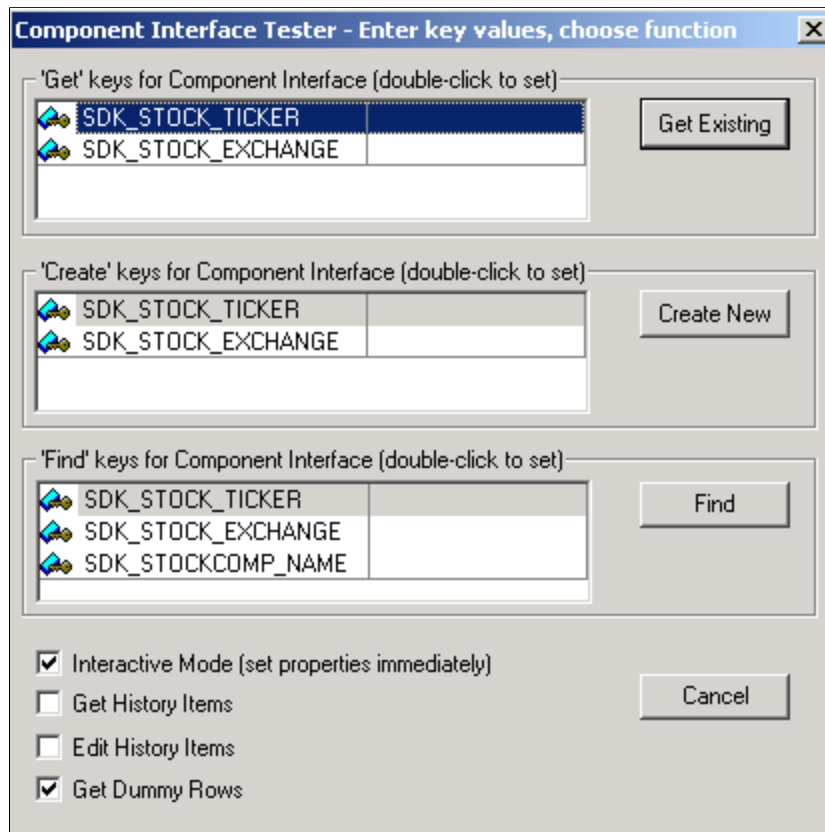 Component Interface Tester - Enter key values, choose function
'Get' keys for Component Interface (double-click to set)
SDK_STOCK_TICKER
Get Existing
SDK_STOCK_EXCHANGE
'Create' keys for Component Interface (double-click to set)
SDK_STOCK_TICKER
Create New
SDK_STOCK_EXCHANGE
'Find' keys for Component Interface (double-click to set)
SDK_STOCK_TICKER
Find
SDK_STOCK_EXCHANGE
SDK_STOCKCOMP_NAME
Interactive Mode (set properties immediately)
Get History Items
Cancel
Edit History Items
Get Dummy Rows